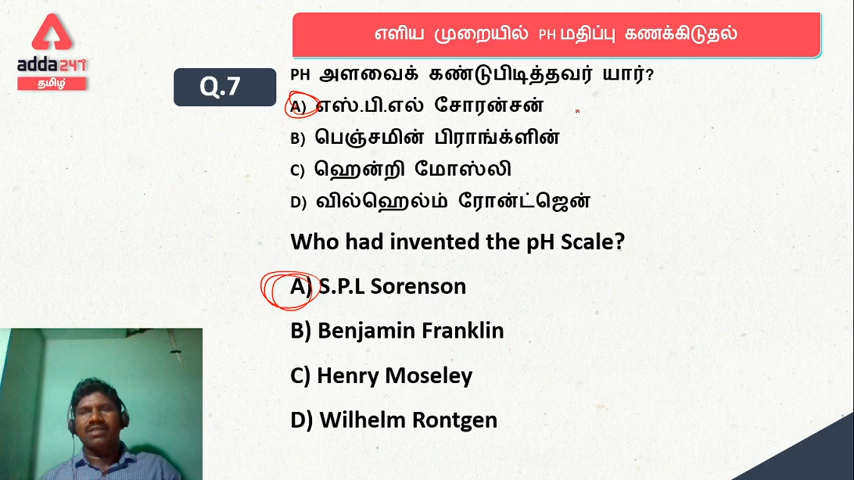 எளிய முறையில் PH மதிப்பு கணக்கிடுதல்
adda247
தமிழ்
Q.7
PH அளவைக் கண்டுபிடித்தவர் யார்?
A) எஸ்.பி.எல் சோரன்சன்
B) பெஞ்சமின் பிராங்க்ளின்
C) ஹென்றி மோஸ்லி
D) வில்ஹெல்ம் ரோன்ட்ஜென்
Who had invented the pH Scale?
A) S.P.L Sorenson
B) Benjamin Franklin
C) Henry Moseley
D) Wilhelm Rontgen